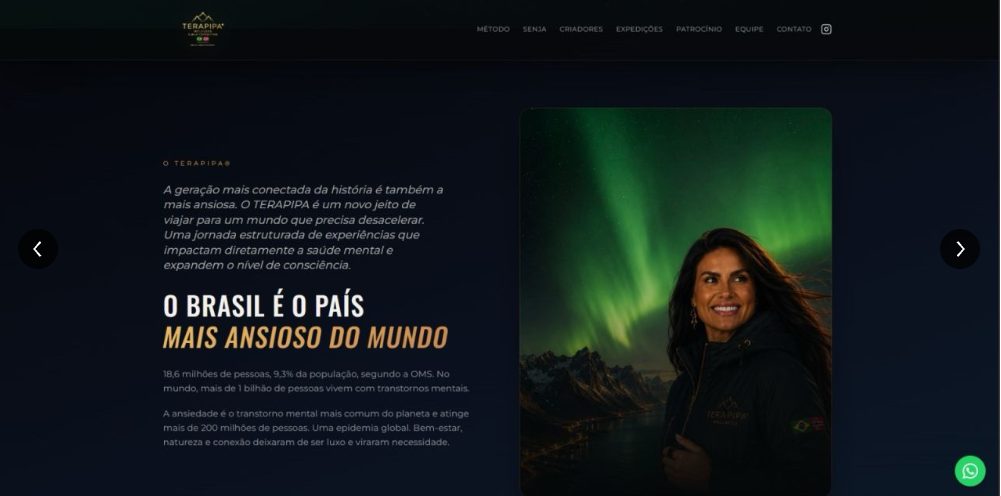 TERAPIPA®
MÉTODO SENJA CRIADORES EXPEDIÇÕES PATROCÍNIO EQUIPE CONTATO
O TERAPIPA®
A geração mais conectada da história é também a
mais ansiosa. O TERAPIPA é um novo jeito de
viajar para um mundo que precisa desacelerar.
Uma jornada estruturada de experiências que
impactam diretamente a saúde mental e
expandem o nível de consciência.
O BRASIL É O PAÍS
MAIS ANSIOSO DO MUNDO
18,6 milhões de pessoas, 9,3% da população, segundo a OMS. No
mundo, mais de 1 bilhão de pessoas vivem com transtornos mentais.
A ansiedade é o transtorno mental mais comum do planeta e atinge
mais de 200 milhões de pessoas. Uma epidemia global. Bem-estar,
natureza e conexão deixaram de ser luxo e viraram necessidade.
TERAPIPA